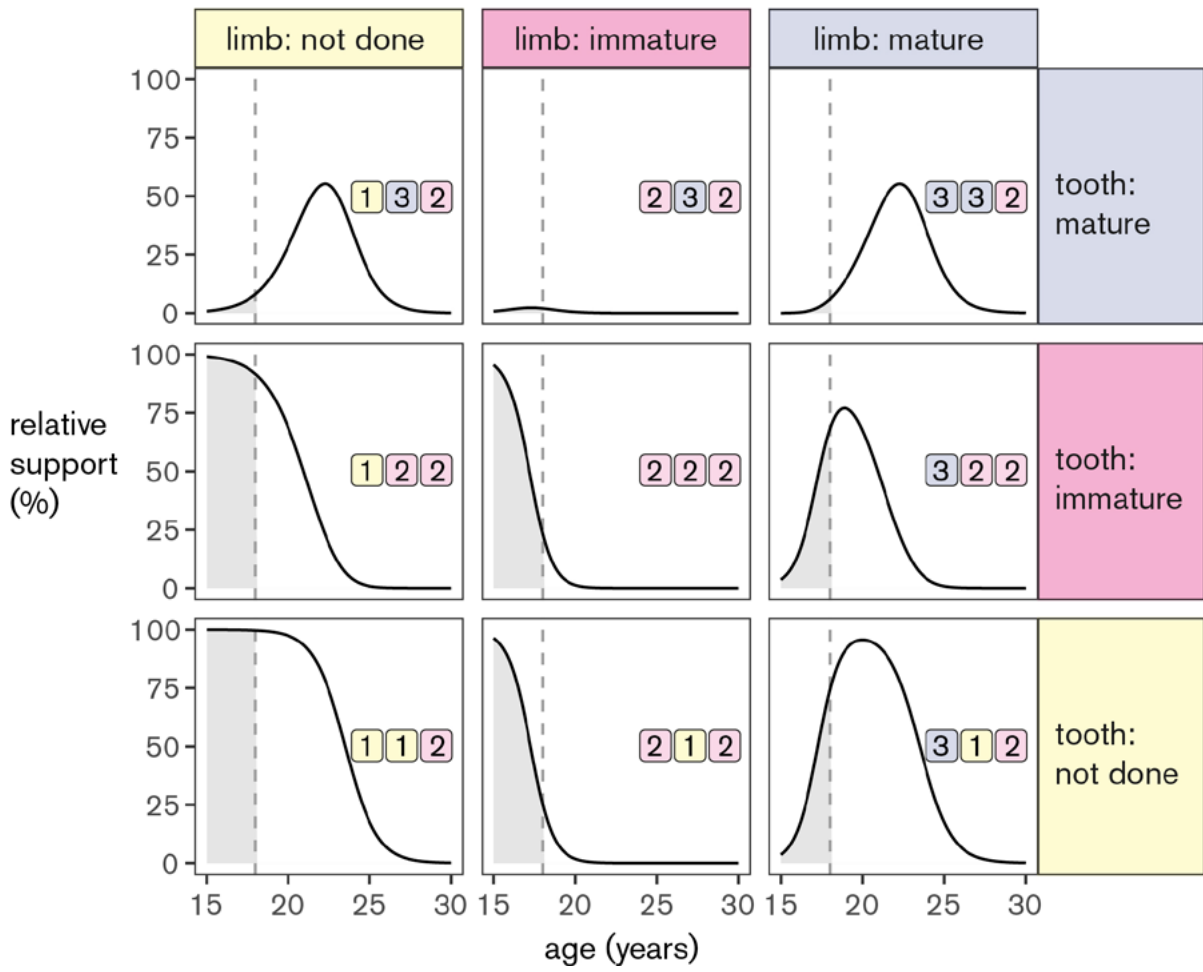 limb: not done
limb: immature
limb: mature
100
75
50
25
0
1 3 2
2 3 2
3 3 2
tooth:
mature
relative
support
(%)
100
75
50
25
0
1 2 2
2 2 2
3 2 2
tooth:
immature
100
75
50
25
0
1 1 2
2 1 2
3 1 2
tooth:
not done
15 20 25 30
15 20 25 30
15 20 25 30
age (years)